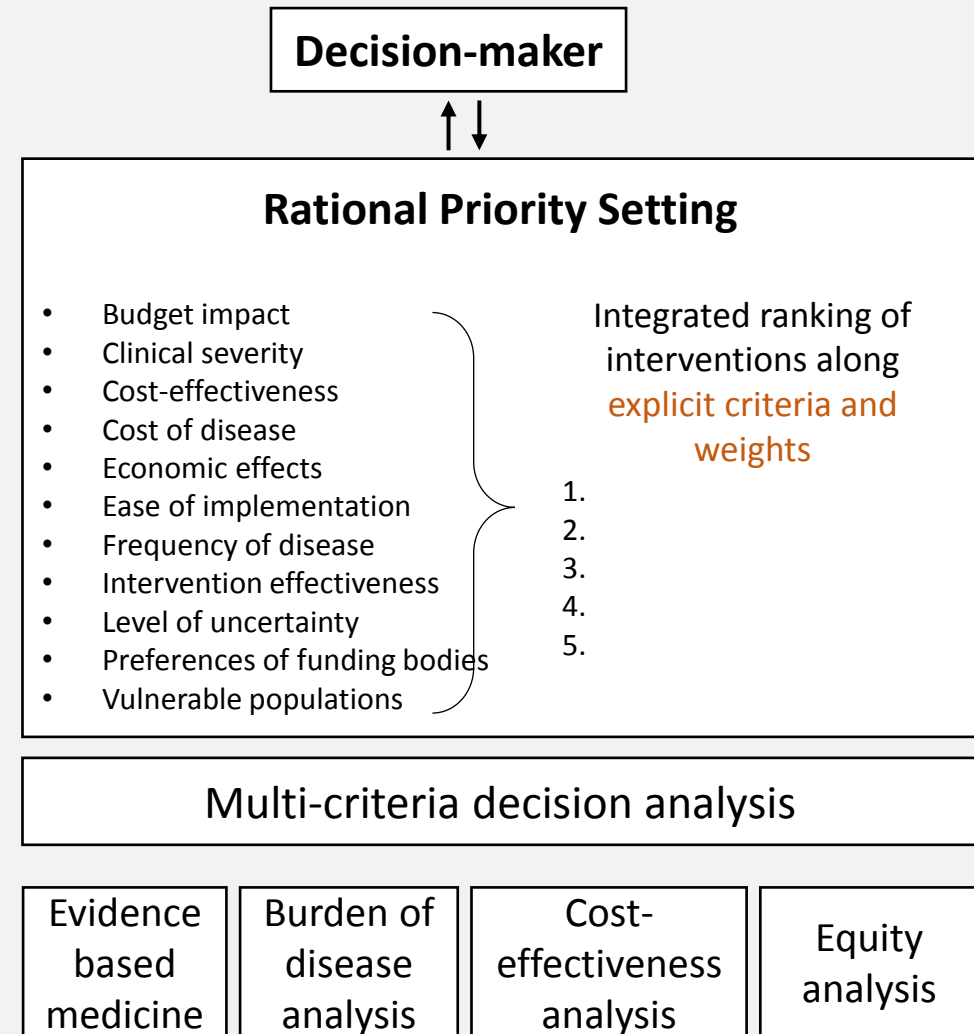 Decision-maker
Rational Priority Setting
• Budget impact
• Clinical severity
• Cost-effectiveness
• Cost of disease
• Economic effects
• Ease of implementation
• Frequency of disease
• Intervention effectiveness
• Level of uncertainty
• Preferences of funding bodies
• Vulnerable populations
Integrated ranking of
interventions along
explicit criteria and
weights
1.
2.
3.
4.
5.
Multi-criteria decision analysis
Evidence
based
medicine
Burden of
disease
analysis
Cost-
effectiveness
analysis
Equity
analysis